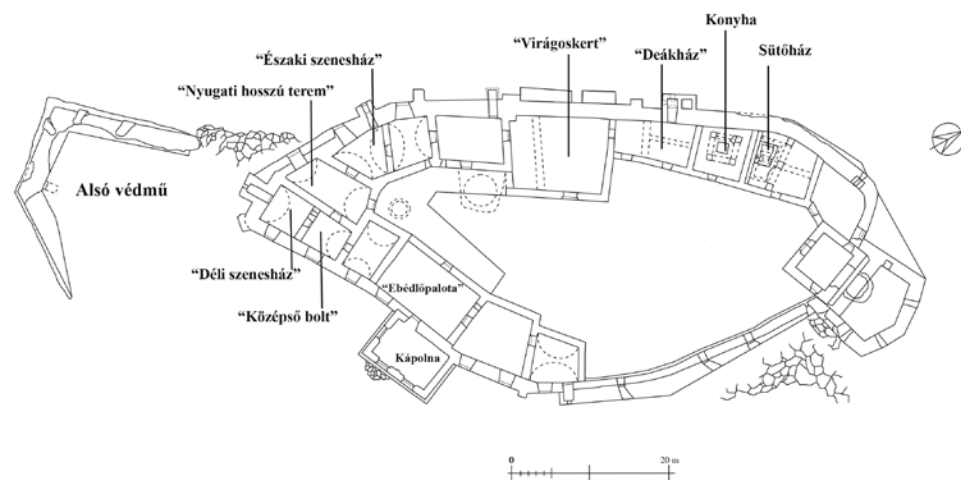 Konyha
“Virágoskert”
“Deákház”
Sütőház
“Északi szenesház”
“Nyugati hosszú terem”
Alsó védmű
“Déli szenesház”
“Ebédlőpalota”
“Középső bolt”
Kápolna
0
20 m